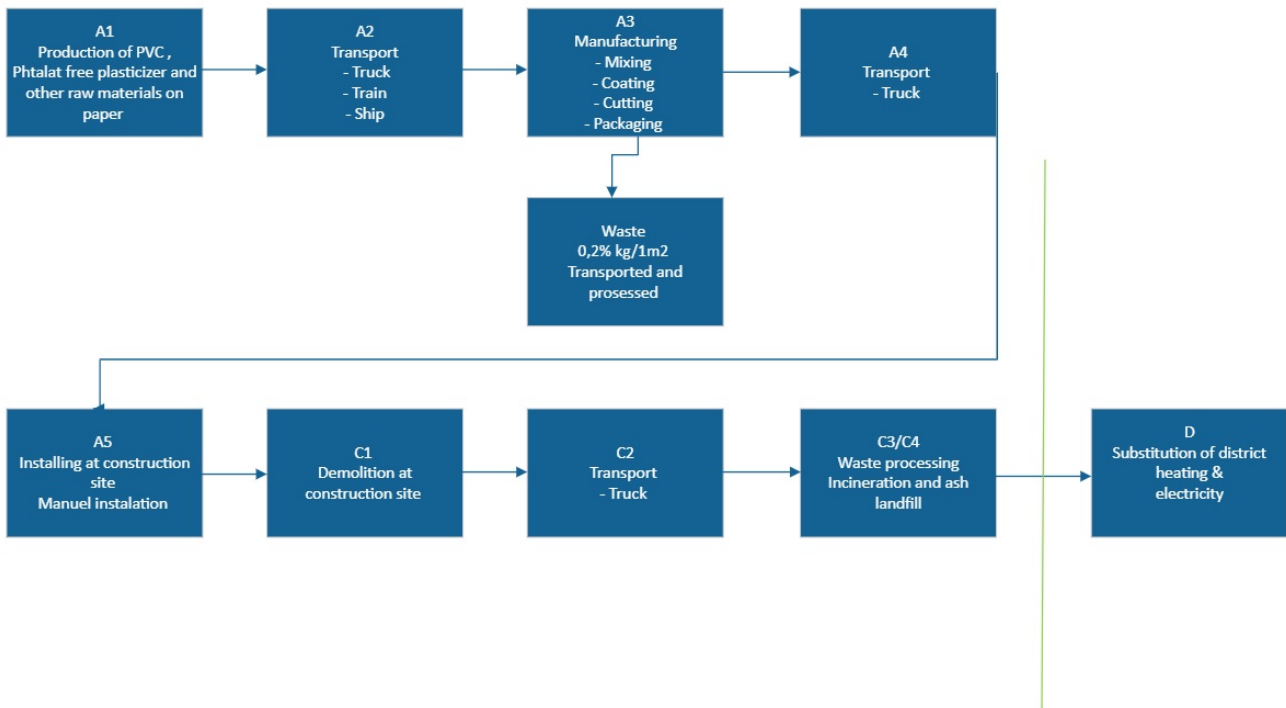 A1
Production of PVC ,
Phtalat free plasticizer and
other raw materials on
paper
A2
Transport
- Truck
- Train
- Ship
A3
Manufacturing
- Mixing
- Coating
- Cutting
- Packaging
A4
Transport
- Truck
Waste
0,2% kg/1m2
Transported and
prosessed
A5
Installing at construction
site
Manuel instalation
C1
Demolition at
construction site
C2
Transport
- Truck
C3/C4
Waste processing
Incineration and ash
landfill
D
Substitution of district
heating &
electricity